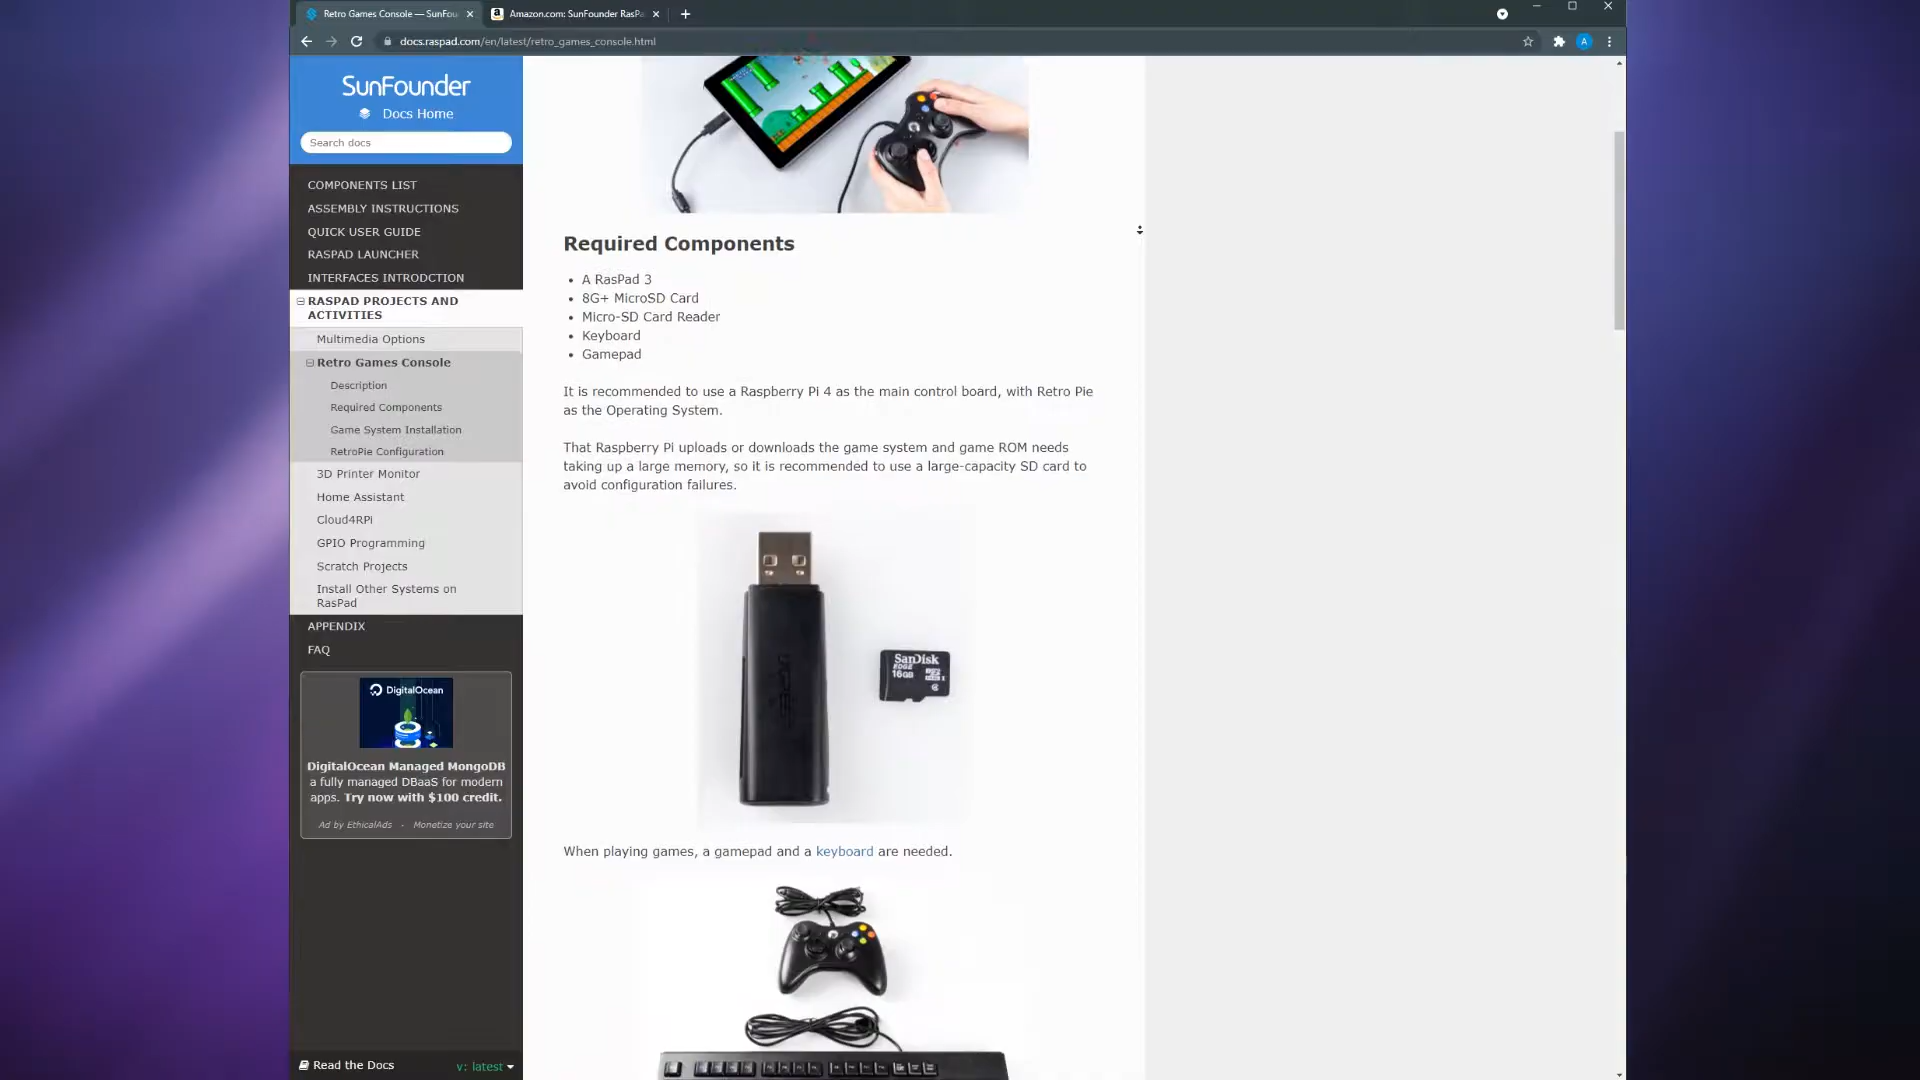 Retro Games Console — SunFou
Amazon.com: SunFounder RasPa
docs.raspad.com/en/latest/retro_games_console.html
A
SunFounder
Docs Home
Search docs
COMPONENTS LIST
ASSEMBLY INSTRUCTIONS
QUICK USER GUIDE
RASPAD LAUNCHER
INTERFACES INTRODCTION
RASPAD PROJECTS AND
ACTIVITIES
Multimedia Options
Retro Games Console
Description
Required Components
Game System Installation
RetroPie Configuration
3D Printer Monitor
Home Assistant
Cloud4RPi
GPIO Programming
Scratch Projects
Install Other Systems on
RasPad
APPENDIX
FAQ
DigitalOcean
DigitalOcean Managed MongoDB
a fully managed DBaaS for modern
apps. Try now with $100 credit.
Ad by EthicalAds - Monetize your site
Read the Docs
v: latest
Required Components
• A RasPad 3
• 8G+ MicroSD Card
• Micro-SD Card Reader
• Keyboard
• Gamepad
It is recommended to use a Raspberry Pi 4 as the main control board, with Retro Pie
as the Operating System.
That Raspberry Pi uploads or downloads the game system and game ROM needs
taking up a large memory, so it is recommended to use a large-capacity SD card to
avoid configuration failures.
SanDisk
EDGE
16GB
When playing games, a gamepad and a keyboard are needed.